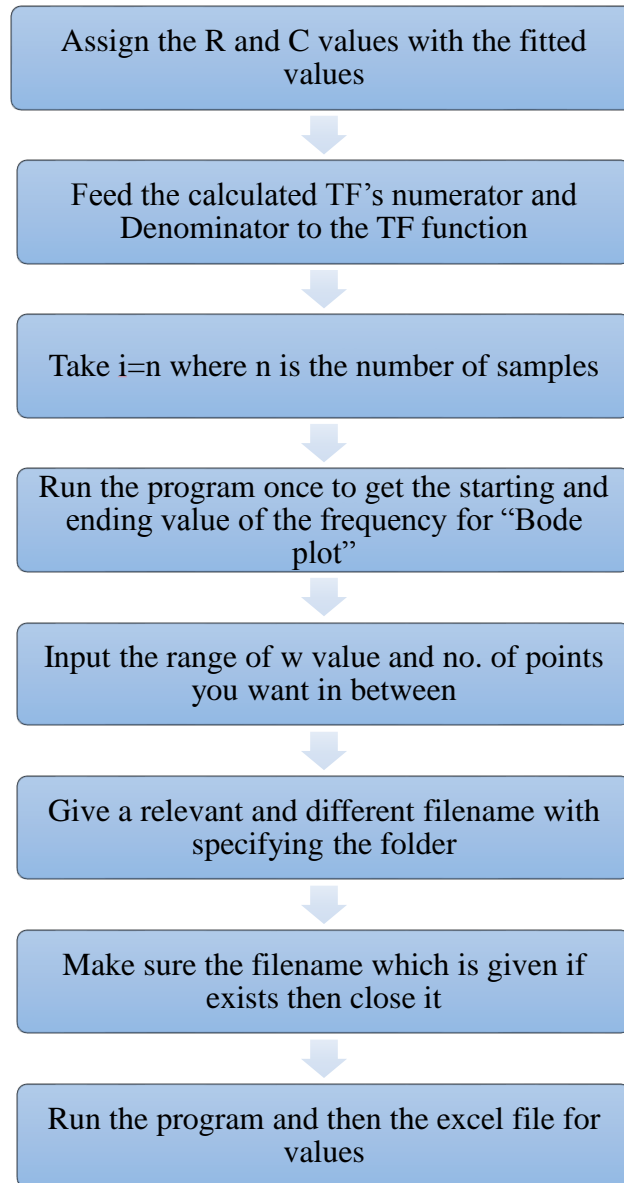 Assign the R and C values with the fitted
values
Feed the calculated TF’s numerator and
Denominator to the TF function
Take i=n where n is the number of samples
Run the program once to get the starting and
ending value of the frequency for “Bode
plot”
Input the range of w value and no. of points
you want in between
Give a relevant and different filename with
specifying the folder
Make sure the filename which is given if
exists then close it
Run the program and then the excel file for
values